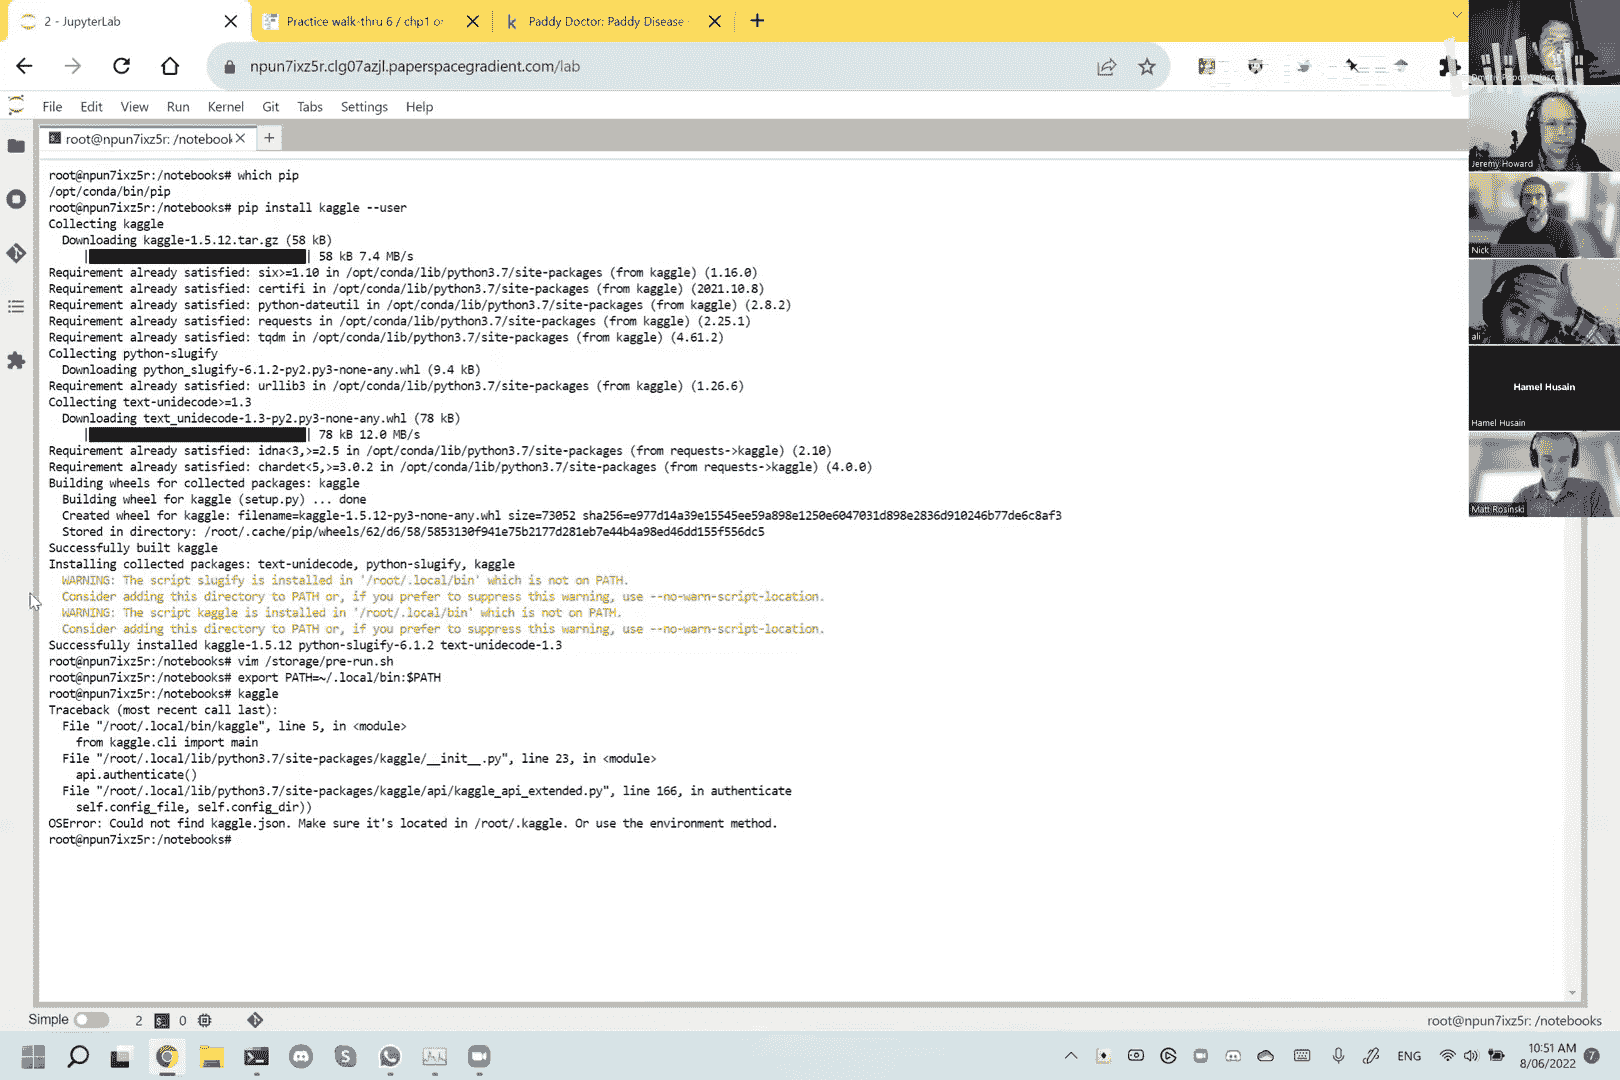 2 - JupyterLab
Practice walk-thru 6 / chp1 or
Paddy Doctor: Paddy Disease
npun7ixz5r.clg07azjl.paperspacegradient.com/lab
File Edit View Run Kernel Git Tabs Settings Help
root@npun7ixz5r: /notebook
root@npun7ixz5r:/notebooks# which pip
/opt/conda/bin/pip
root@npun7ixz5r:/notebooks# pip install kaggle --user
Collecting kaggle
Downloading kaggle-1.5.12.tar.gz (58 kB)
| 58 kB 7.4 MB/s
Requirement already satisfied: six>=1.10 in /opt/conda/lib/python3.7/site-packages (from kaggle) (1.16.0)
Requirement already satisfied: certifi in /opt/conda/lib/python3.7/site-packages (from kaggle) (2021.10.8)
Requirement already satisfied: python-dateutil in /opt/conda/lib/python3.7/site-packages (from kaggle) (2.8.2)
Requirement already satisfied: requests in /opt/conda/lib/python3.7/site-packages (from kaggle) (2.25.1)
Requirement already satisfied: tqdm in /opt/conda/lib/python3.7/site-packages (from kaggle) (4.61.2)
Collecting python-slugify
Downloading python_slugify-6.1.2-py2.py3-none-any.whl (9.4 kB)
Requirement already satisfied: urllib3 in /opt/conda/lib/python3.7/site-packages (from kaggle) (1.26.6)
Collecting text-unidecode>=1.3
Downloading text_unidecode-1.3-py2.py3-none-any.whl (78 kB)
| 78 kB 12.0 MB/s
Requirement already satisfied: idna<3,>=2.5 in /opt/conda/lib/python3.7/site-packages (from requests->kaggle) (2.10)
Requirement already satisfied: chardet<5,>=3.0.2 in /opt/conda/lib/python3.7/site-packages (from requests->kaggle) (4.0.0)
Building wheels for collected packages: kaggle
Building wheel for kaggle (setup.py) ... done
Created wheel for kaggle: filename=kaggle-1.5.12-py3-none-any.whl size=73052 sha256=e977d14a39e15545ee59a898e1250e6047031d898e2836d910246b77de6c8af3
Stored in directory: /root/.cache/pip/wheels/62/d6/58/5853130f941e75b2177d281eb7e44b4a98ed46dd155f556dc5
Successfully built kaggle
Installing collected packages: text-unidecode, python-slugify, kaggle
WARNING: The script slugify is installed in '/root/.local/bin' which is not on PATH.
Consider adding this directory to PATH or, if you prefer to suppress this warning, use --no-warn-script-location.
WARNING: The script kaggle is installed in '/root/.local/bin' which is not on PATH.
Consider adding this directory to PATH or, if you prefer to suppress this warning, use --no-warn-script-location.
Successfully installed kaggle-1.5.12 python-slugify-6.1.2 text-unidecode-1.3
root@npun7ixz5r:/notebooks# vim /storage/pre-run.sh
root@npun7ixz5r:/notebooks# export PATH=~/.local/bin:$PATH
root@npun7ixz5r:/notebooks# kaggle
Traceback (most recent call last):
File "/root/.local/bin/kaggle", line 5, in <module>
from kaggle.cli import main
File "/root/.local/lib/python3.7/site-packages/kaggle/__init__.py", line 23, in <module>
api.authenticate()
File "/root/.local/lib/python3.7/site-packages/kaggle/api/kaggle_api_extended.py", line 166, in authenticate
self.config_file, self.config_dir))
OSError: Could not find kaggle.json. Make sure it's located in /root/.kaggle. Or use the environment method.
root@npun7ixz5r:/notebooks#
Jeremy Howard
Nick
ali
Hamel Husain
Hamel Husain
Matt Rosinski
Simple 2 0
root@npun7ixz5r: /notebooks
ENG
10:51 AM
8/06/2022
7